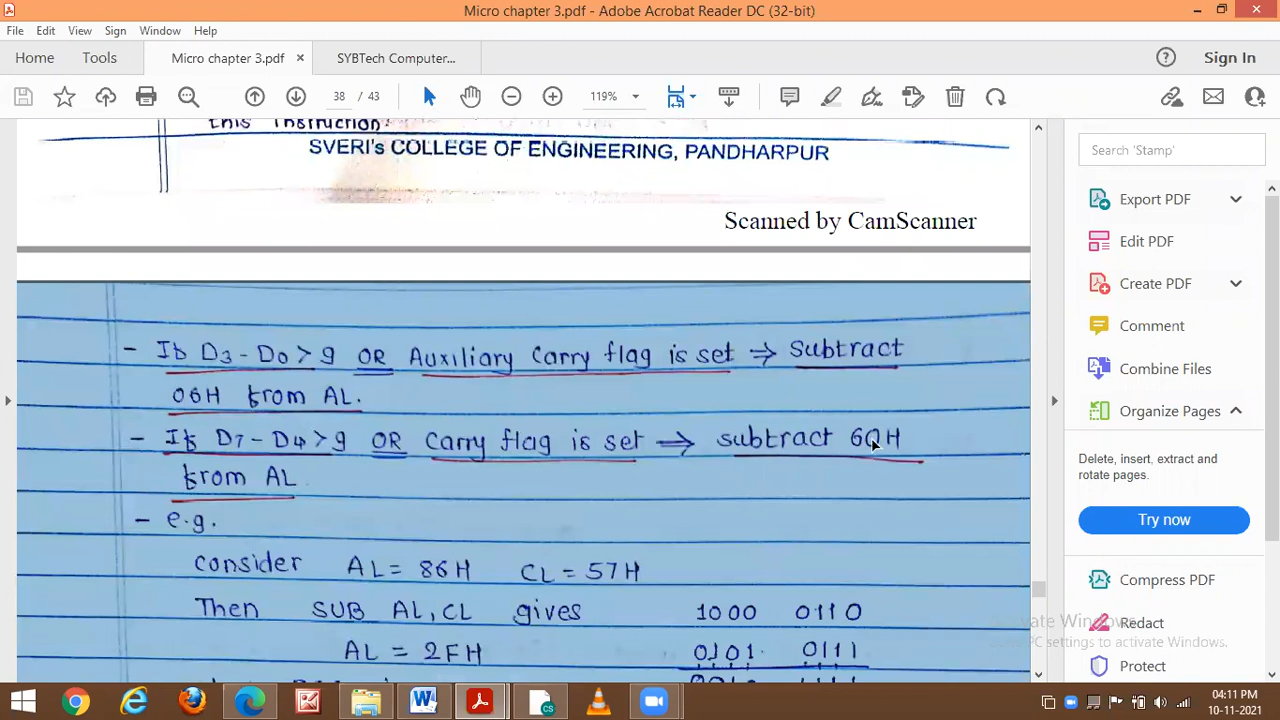 Micro chapter 3.pdf - Adobe Acrobat Reader DC (32-bit)
File Edit View Sign Window Help
Home Tools Micro chapter 3.pdf × SYBTech Computer... Sign In
38 / 43 119%
this instruction.
SVERI's COLLEGE OF ENGINEERING, PANDHARPUR
Scanned by CamScanner
- If D3-D0>9 OR Auxiliary Carry flag is set ⇒ Subtract
06H from AL.
- If D7-D4>9 OR Carry flag is set ⇒ subtract 60H
from AL
- e.g.
consider AL= 86H CL=57H
Then SUB AL,CL gives 1000 0110
AL = 2FH 0101 0111
Search 'Stamp'
Export PDF
Edit PDF
Create PDF
Comment
Combine Files
Organize Pages
Delete, insert, extract and
rotate pages.
Try now
Compress PDF
Redact
Protect
04:11 PM
10-11-2021